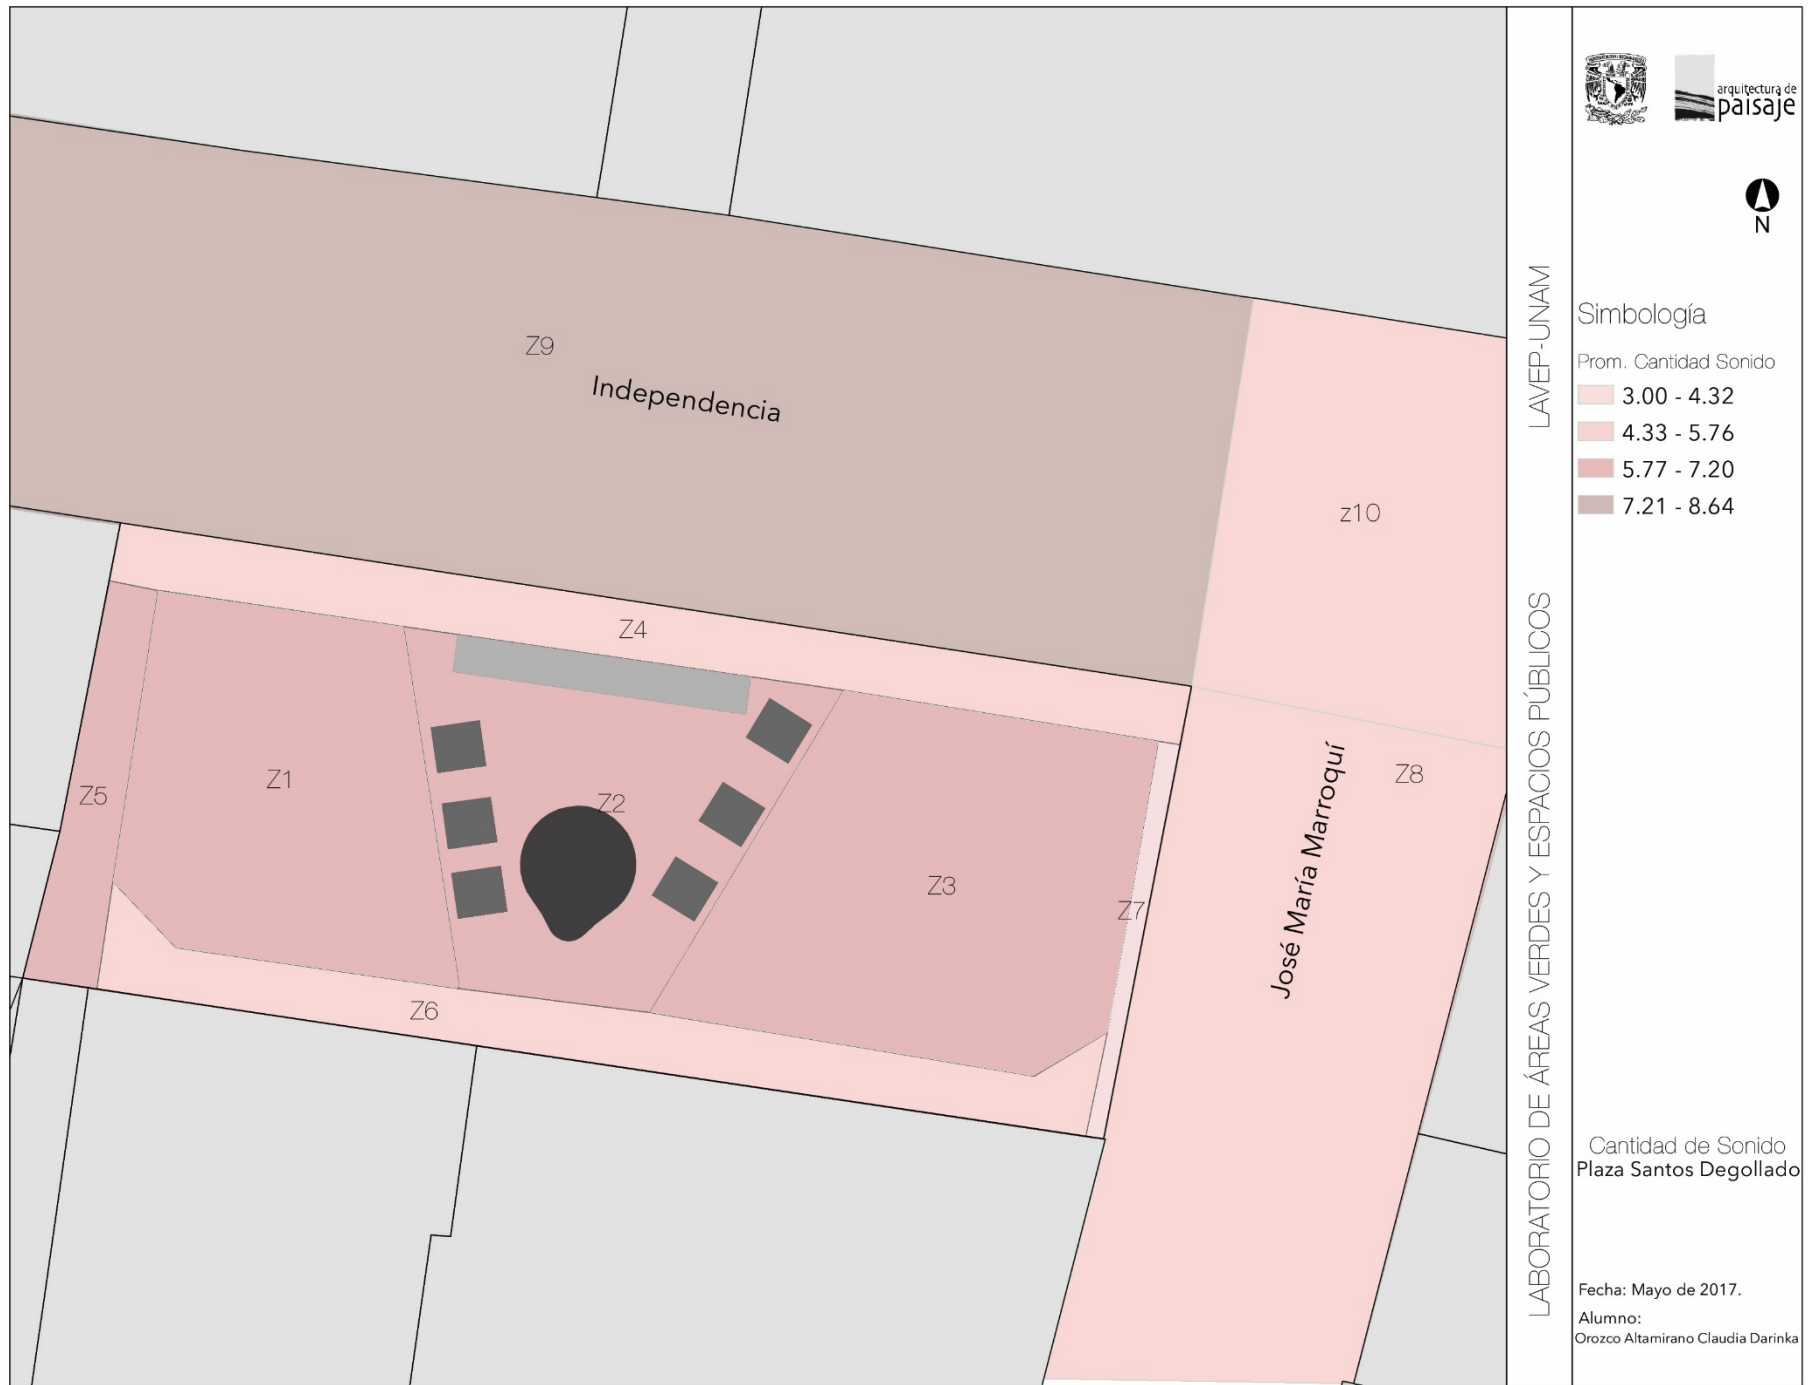 Z9
Independencia
z10
Z4
Z1
Z2
Z5
Z3
Z7
Z8
José María Marroquí
Z6
LAVEP-UNAM
LABORATORIO DE ÁREAS VERDES Y ESPACIOS PÚBLICOS
arquitectura de
paisaje
N
Simbología
Prom. Cantidad Sonido
3.00 - 4.32
4.33 - 5.76
5.77 - 7.20
7.21 - 8.64
Cantidad de Sonido
Plaza Santos Degollado
Fecha: Mayo de 2017.
Alumno:
Orozco Altamirano Claudia Darinka